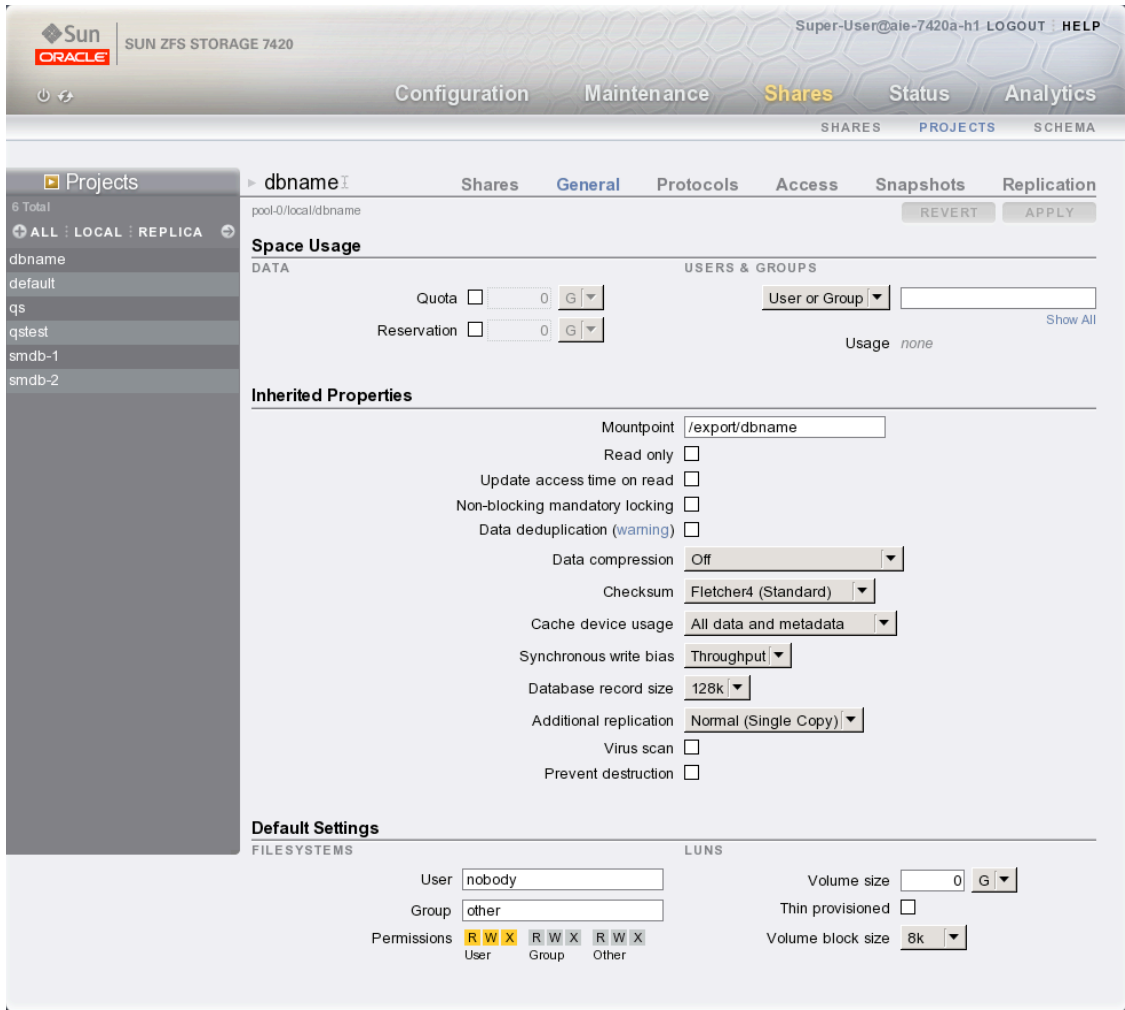 Super-User@aie-7420a-h1 LOGOUT HELP
Sun
ORACLE
SUN ZFS STORAGE 7420
Configuration Maintenance Shares Status Analytics
SHARES PROJECTS SCHEMA
Projects
6 Total
ALL LOCAL REPLICA
dbname
default
qs
qstest
smdb-1
smdb-2
dbname Shares General Protocols Access Snapshots Replication
pool-0/local/dbname REVERT APPLY
Space Usage
DATA USERS & GROUPS
Quota 0 G User or Group
Show All
Reservation 0 G
Usage none
Inherited Properties
Mountpoint /export/dbname
Read only
Update access time on read
Non-blocking mandatory locking
Data deduplication (warning)
Data compression Off
Checksum Fletcher4 (Standard)
Cache device usage All data and metadata
Synchronous write bias Throughput
Database record size 128k
Additional replication Normal (Single Copy)
Virus scan
Prevent destruction
Default Settings
FILESYSTEMS LUNS
User nobody Volume size 0 G
Group other Thin provisioned
Permissions R W X R W X R W X Volume block size 8k
User Group Other